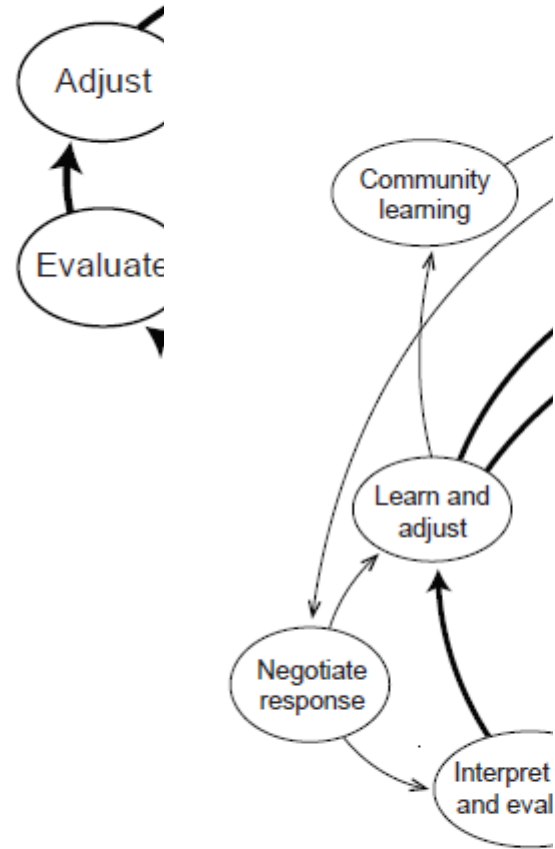 Adjust
Evaluate
Community
learning
Learn and
adjust
Negotiate
response
Interpret
and eval